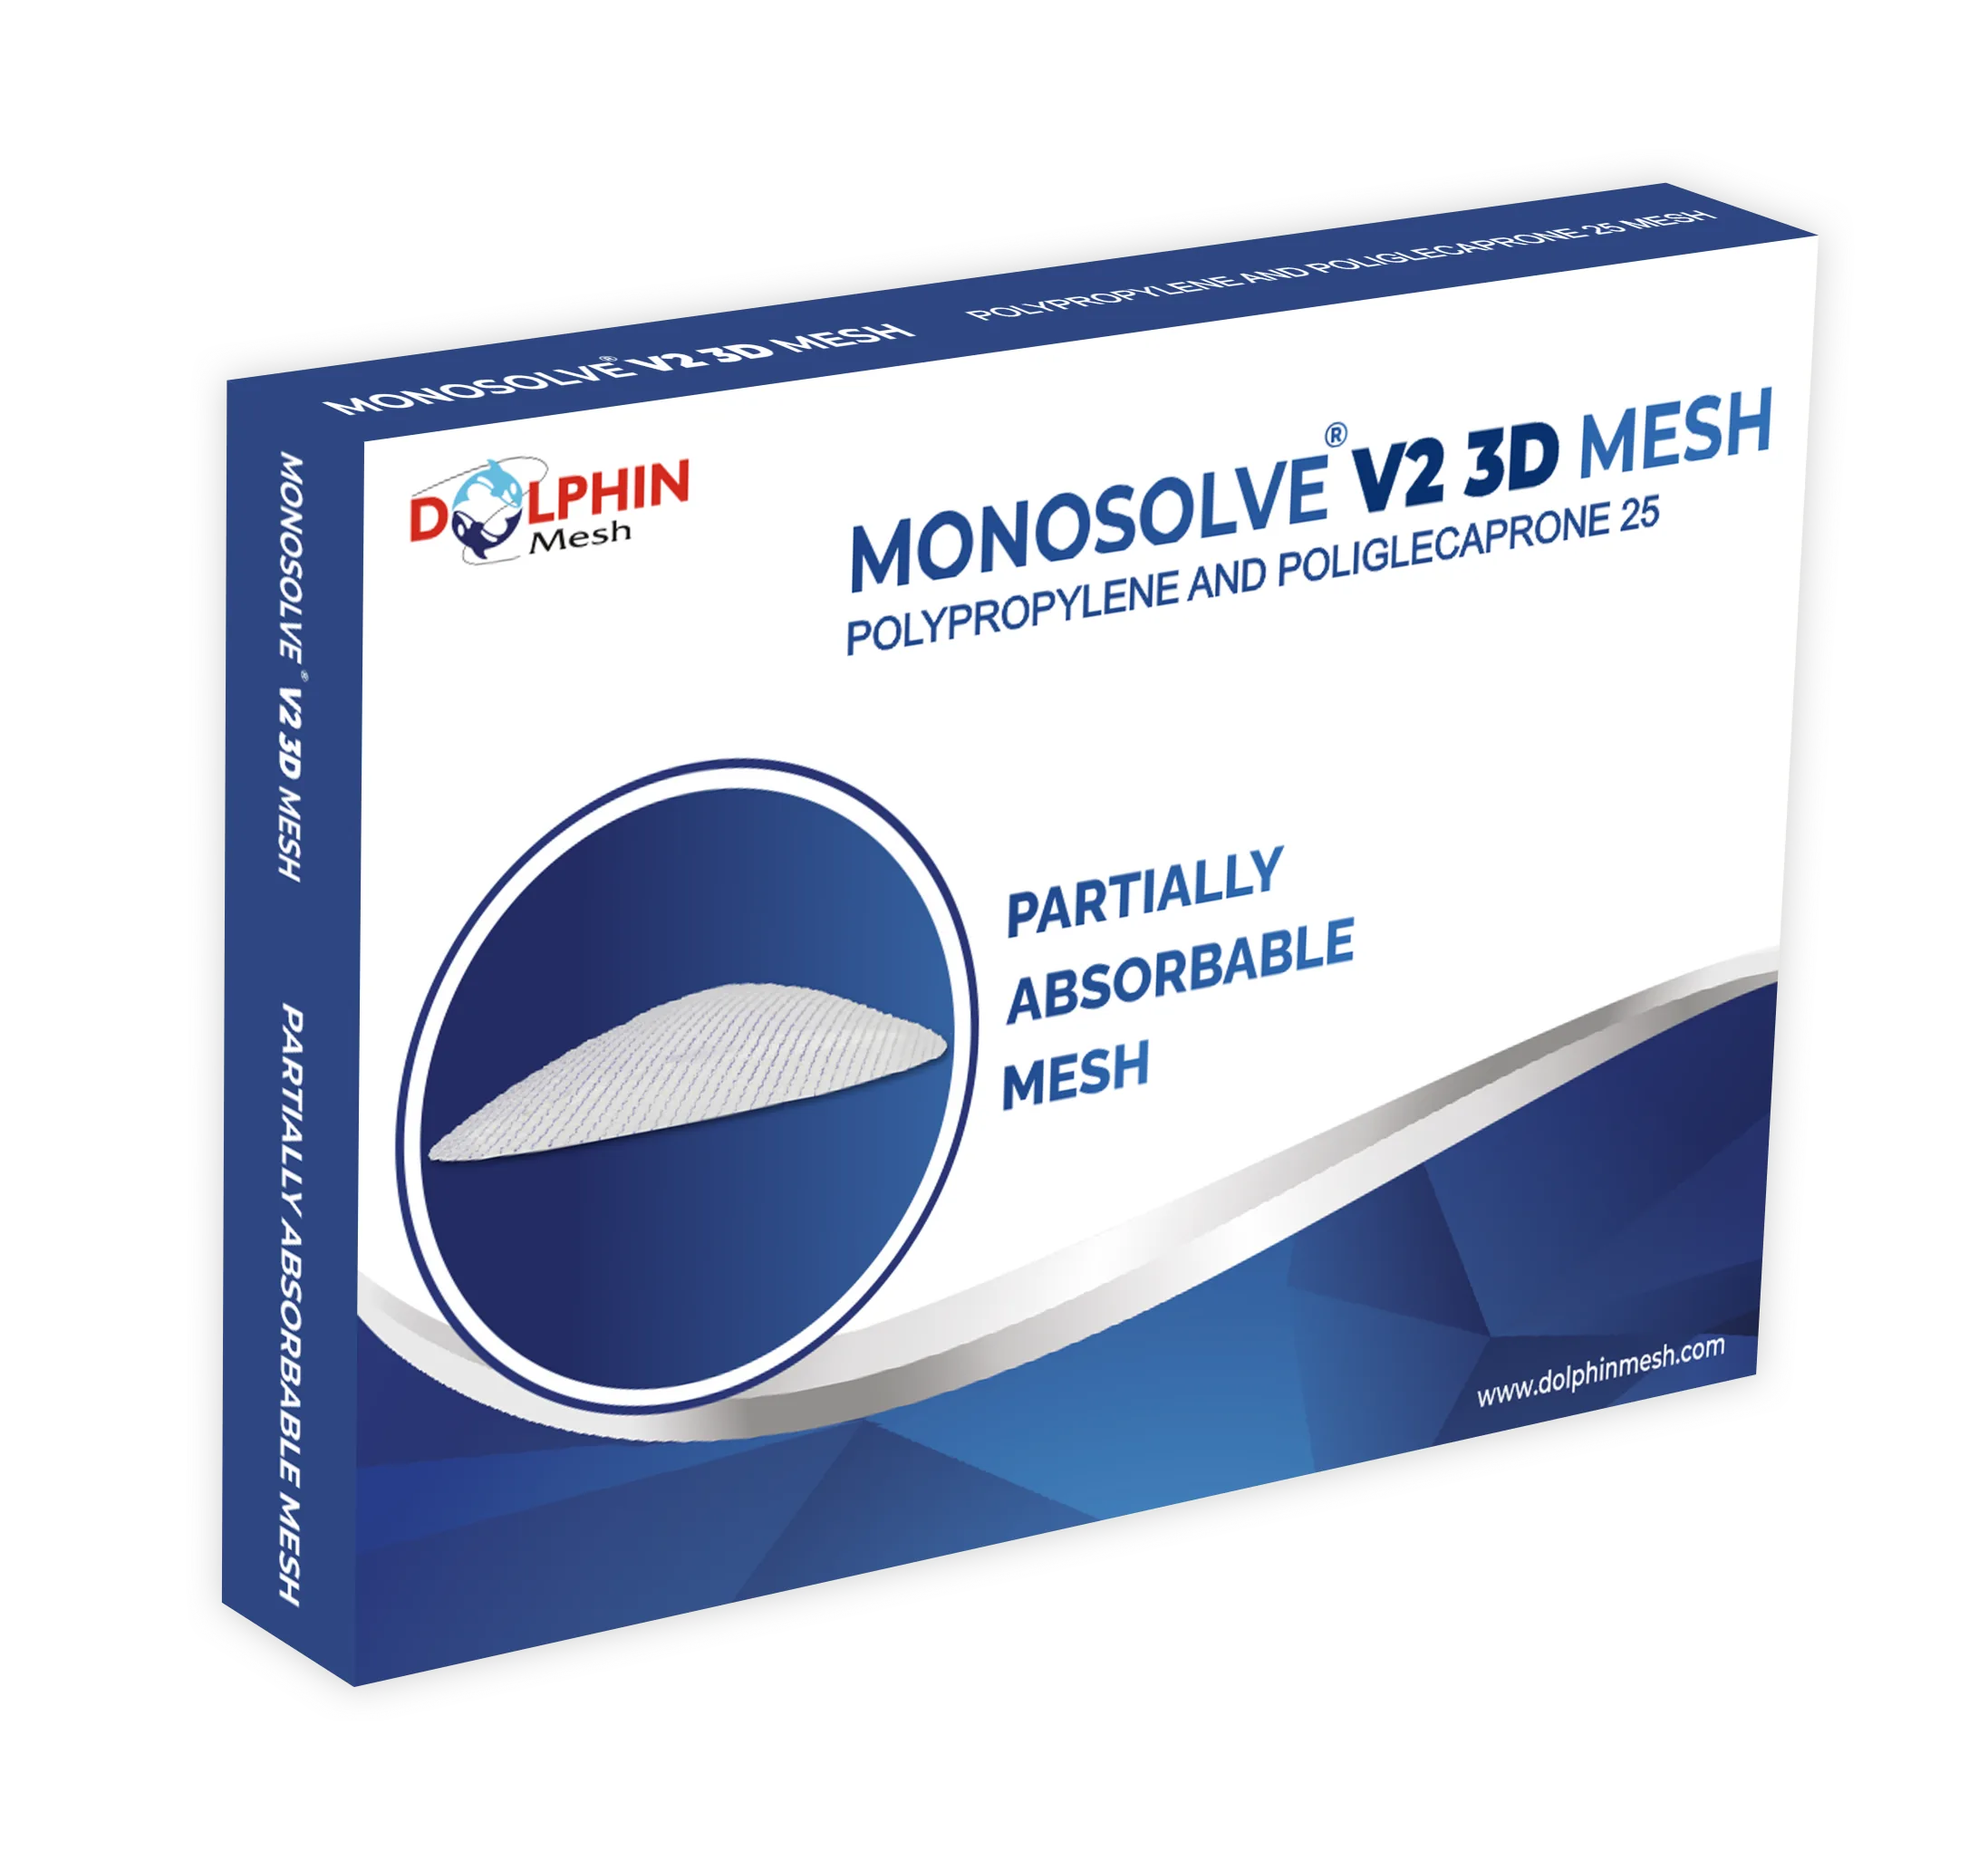 MONOSOLVE® V2 3D MESH POLYPROPYLENE AND POLIGLECAPRONE 25 MESH
MONOSOLVE® V2 3D MESH PARTIALLY ABSORBABLE MESH
DOLPHIN
Mesh
MONOSOLVE® V2 3D MESH
POLYPROPYLENE AND POLIGLECAPRONE 25
PARTIALLY
ABSORBABLE
MESH
www.dolphinmesh.com